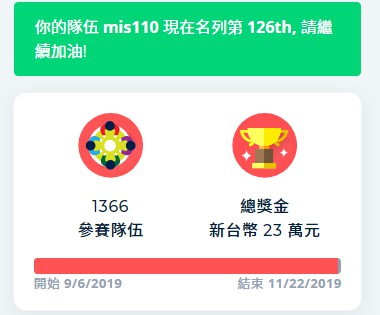 你的隊伍 mis110 現在名列第 126th, 請繼
續加油!
1366
參賽隊伍
總獎金
新台幣 23 萬元
開始 9/6/2019
結束 11/22/2019